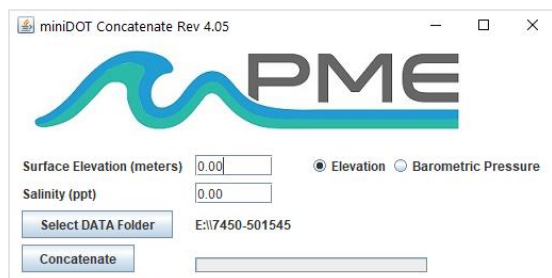 miniDOT Concatenate Rev 4.05
PME
Surface Elevation (meters) 0.00 Elevation Barometric Pressure
Salinity (ppt) 0.00
Select DATA Folder E:\\7450-501545
Concatenate